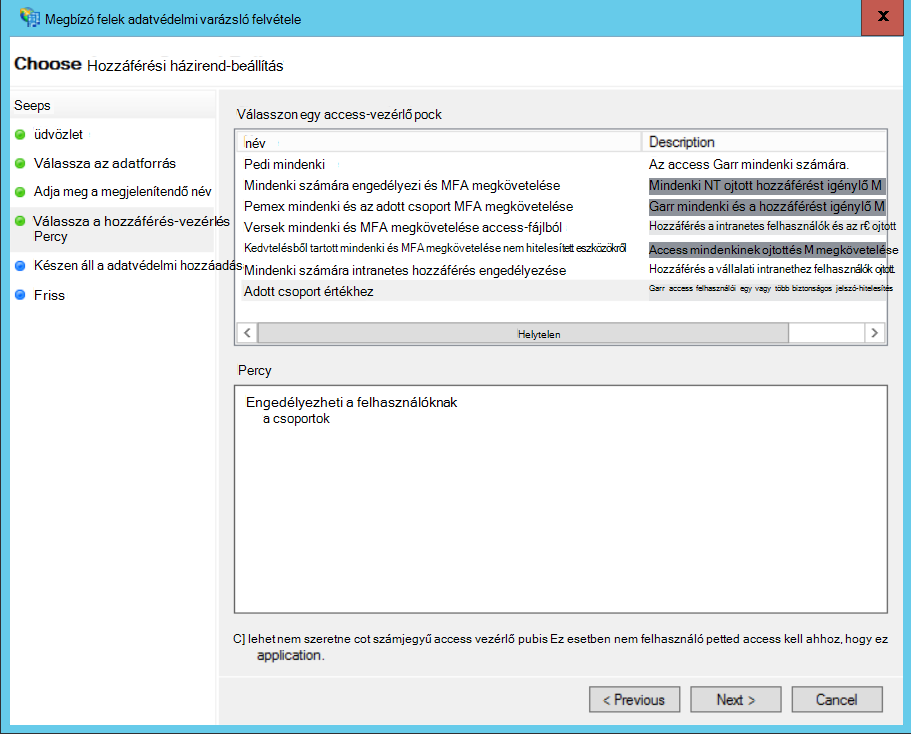 Megbízó felek adatvédelmi varázsló felvétele
x
Choose Hozzáférési házirend-beállítás
Seeps
üdvözlet
Válassza az adatforrás
Adja meg a megjelenítendő név
Válassza a hozzáférés-vezérlés
Percy
Készen áll a adatvédelmi hozzáadás
Friss
Válasszon egy access-vezérlő pock
név Description
Pedi mindenki Az access Garr mindenki számára.
Mindenki számára engedélyezi és MFA megkövetelése Mindenki NT ojtott hozzáférést igénylő M
Pemex mindenki és az adott csoport MFA megkövetelése Garr mindenki és a hozzáférést igénylő M
Versek mindenki és MFA megkövetelése access-fájlból Hozzáférés a intranetes felhasználók és az r€ ojtott
Kedvtelésből tartott mindenki és MFA megkövetelése nem hitelesített eszközökről Access mindenkinek ojtottés M megkövetelése
Mindenki számára intranetes hozzáférés engedélyezése Hozzáférés a vállalati intranethez felhasználók ojtott.
Adott csoport értékhez Garr access felhasználói egy vagy több biztonságos jelszó-hitelesítés
Helytelen
Percy
Engedélyezheti a felhasználóknak
a csoportok
C] lehet nem szeretne cot számjegyű access vezérlő pubis Ez esetben nem felhasználó petted access kell ahhoz, hogy ez
application.
< Previous Next > Cancel